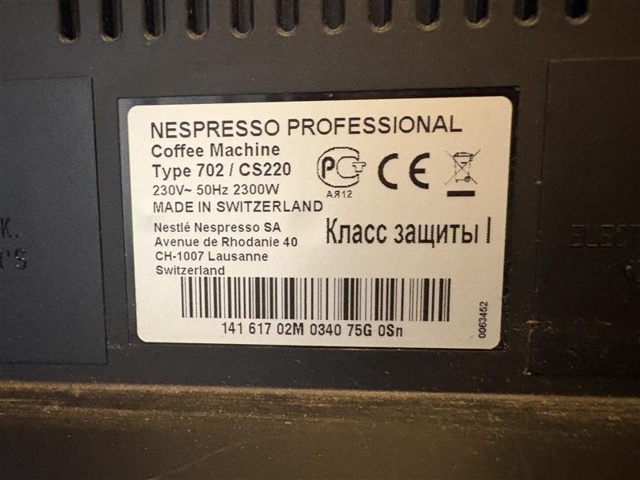 NESPRESSO PROFESSIONAL
Coffee Machine
Type 702 / CS220
230V~ 50Hz 2300W
MADE IN SWITZERLAND
Nestlé Nespresso SA
Avenue de Rhodanie 40
CH-1007 Lausanne
Switzerland
АЯ12
CE
Класс защиты I
141 617 02M 0340 75G 0Sn
0063452